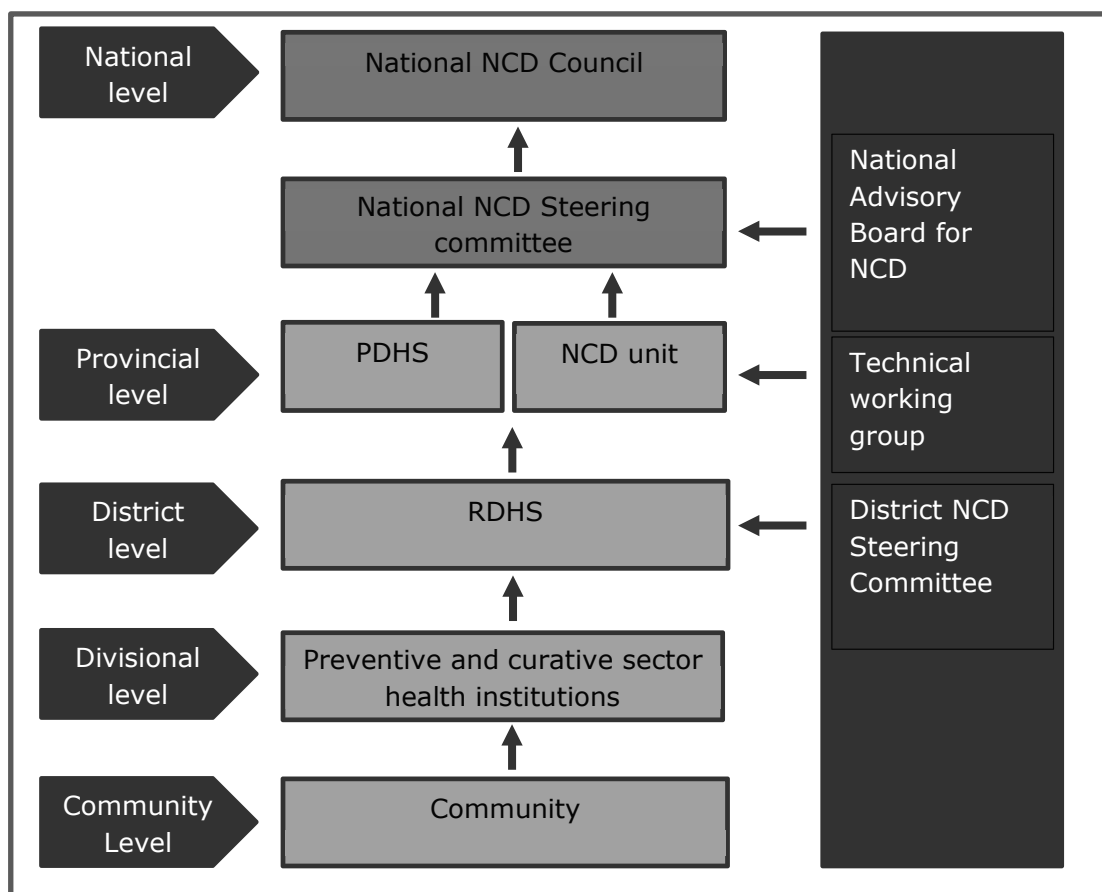 National
level
National NCD Council
National NCD Steering
committee
National
Advisory
Board for
NCD
Provincial
level
PDHS
NCD unit
Technical
working
group
District
level
RDHS
District NCD
Steering
Committee
Divisional
level
Preventive and curative sector
health institutions
Community
Level
Community